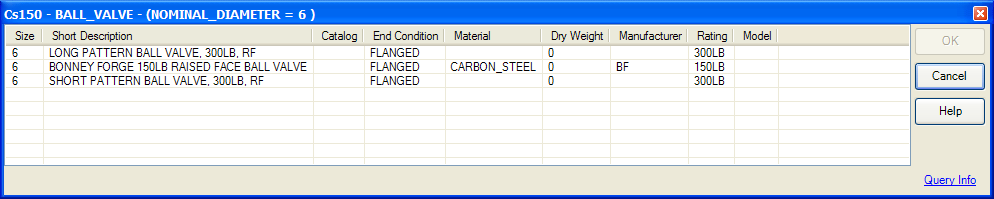 Cs150 - BALL_VALVE - (NOMINAL_DIAMETER = 6 )
Size Short Description Catalog End Condition Material Dry Weight Manufacturer Rating Model
6 LONG PATTERN BALL VALVE, 300LB, RF FLANGED 0 300LB
6 BONNEY FORGE 150LB RAISED FACE BALL VALVE FLANGED CARBON_STEEL 0 BF 150LB
6 SHORT PATTERN BALL VALVE, 300LB, RF FLANGED 0 300LB
OK
Cancel
Help
Query Info